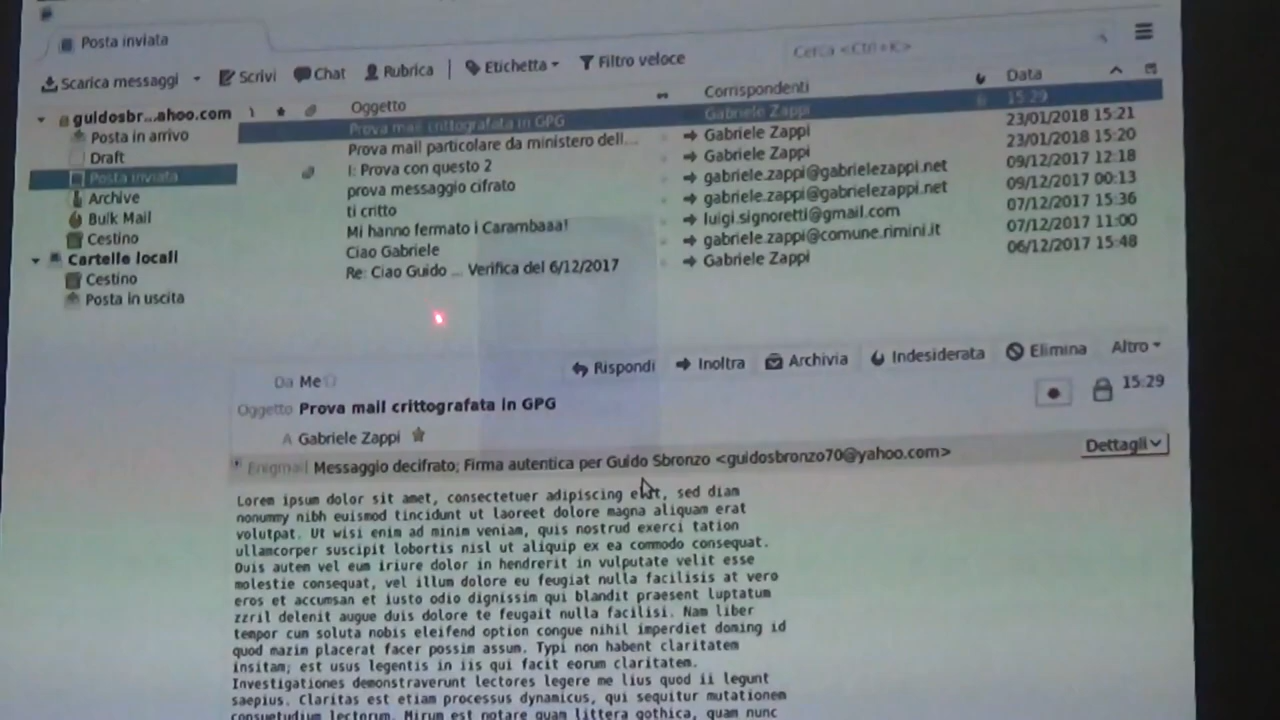 Posta inviata
Cerca <Ctrl+K>
Scarica messaggi Scrivi Chat Rubrica Etichetta Filtro veloce
guidosbr...ahoo.com
Posta in arrivo
Draft
Posta inviata
Archive
Bulk Mail
Cestino
Cartelle locali
Cestino
Posta in uscita
Oggetto Corrispondenti Data
Prova mail crittografata in GPG Gabriele Zappi 15:29
Prova mail particolare da ministero dell... Gabriele Zappi 23/01/2018 15:21
I: Prova con questo 2 Gabriele Zappi 23/01/2018 15:20
prova messaggio cifrato gabriele.zappi@gabrielezappi.net 09/12/2017 12:18
ti critto gabriele.zappi@gabrielezappi.net 09/12/2017 00:13
Mi hanno fermato i Carambaaa! luigi.signoretti@gmail.com 07/12/2017 15:36
Ciao Gabriele gabriele.zappi@comune.rimini.it 07/12/2017 11:00
Re: Ciao Guido ... Verifica del 6/12/2017 Gabriele Zappi 06/12/2017 15:48
Rispondi Inoltra Archivia Indesiderata Elimina Altro
Da Me
Oggetto Prova mail crittografata in GPG 15:29
A Gabriele Zappi
Enigmail Messaggio decifrato; Firma autentica per Guido Sbronzo <guidosbronzo70@yahoo.com> Dettagli
Lorem ipsum dolor sit amet, consectetuer adipiscing elit, sed diam
nonummy nibh euismod tincidunt ut laoreet dolore magna aliquam erat
volutpat. Ut wisi enim ad minim veniam, quis nostrud exerci tation
ullamcorper suscipit lobortis nisl ut aliquip ex ea commodo consequat.
Duis autem vel eum iriure dolor in hendrerit in vulputate velit esse
molestie consequat, vel illum dolore eu feugiat nulla facilisis at vero
eros et accumsan et iusto odio dignissim qui blandit praesent luptatum
zzril delenit augue duis dolore te feugait nulla facilisi. Nam liber
tempor cum soluta nobis eleifend option congue nihil imperdiet doming id
quod mazim placerat facer possim assum. Typi non habent claritatem
insitam; est usus legentis in iis qui facit eorum claritatem.
Investigationes demonstraverunt lectores legere me lius quod ii legunt
saepius. Claritas est etiam processus dynamicus, qui sequitur mutationem
consuetudium lectorum. Mirum est notare quam littera gothica, quam nunc